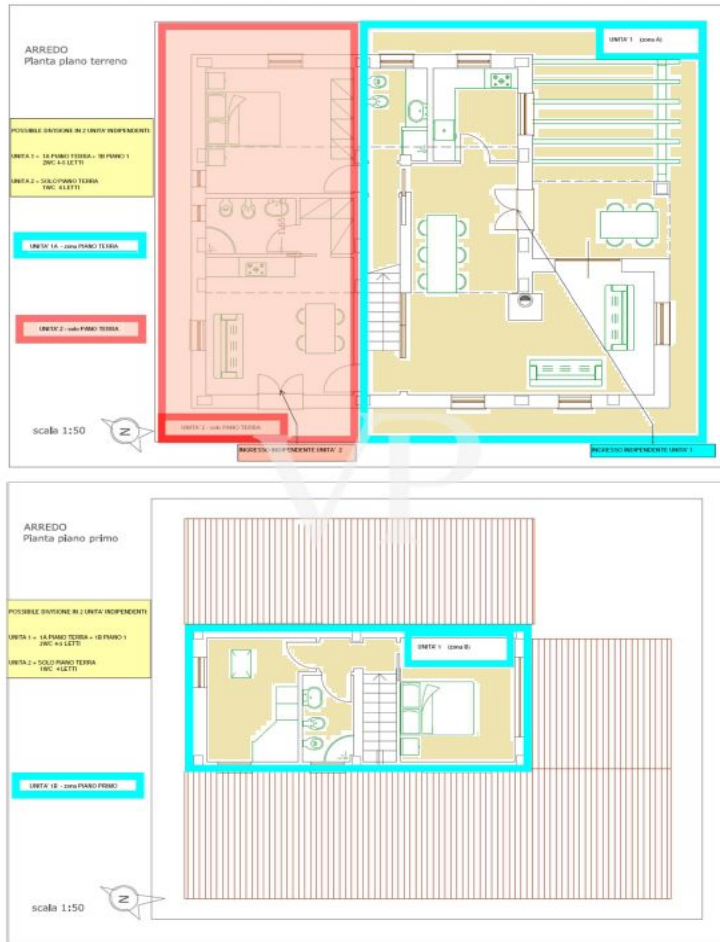 ARREDO
Planta plano terreno
UNITA' 1 (zona A)
POSSIBILE DIVISIONE IN 2 UNITA' INDIPENDENTI:
UNITA 1 = 1A PIANO TERRA + 1B PIANO 1
2WC 4-5 LETTI
UNITA 2 = SOLO PIANO TERRA
1WC 4 LETTI
UNITA' 1A - zona PIANO TERRA
UNITA' 2 - solo PIANO TERRA
UNITA' 2 - solo PIANO TERRA
scala 1:50
N
INGRESSO INDIPENDENTE UNITA' 2
INGRESSO INDIPENDENTE UNITA' 1
VP
ARREDO
Planta plano primo
POSSIBILE DIVISIONE IN 2 UNITA' INDIPENDENTI:
UNITA 1 = 1A PIANO TERRA + 1B PIANO 1
2WC 4-5 LETTI
UNITA 2 = SOLO PIANO TERRA
1WC 4 LETTI
UNITA' 1 (zona B)
UNITA' 1B - zona PIANO PRIMO
scala 1:50
N